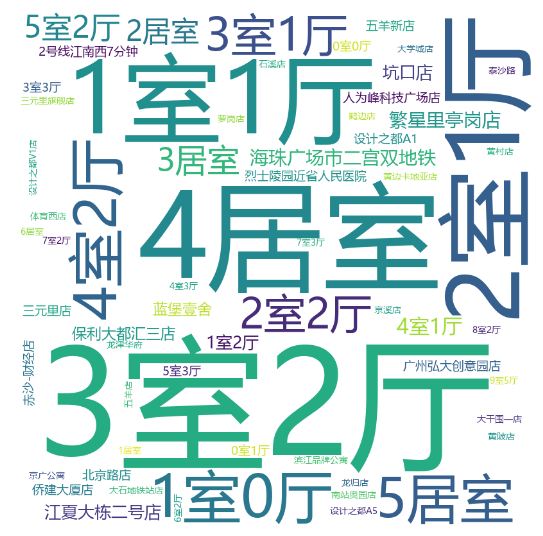 5室2厅
2居室
3室1厅
五羊新店
2号线江南西7分钟
0室0厅
大学城店
石溪店
坑口店
泰沙路
3室3厅
1室1厅
人为峰科技广场店
三元里旗舰店
萝岗店
鹤边店
繁星里亭岗店
2室1厅
设计之都A1
黄村店
3居室
海珠广场市二宫双地铁
设计之都V1店
4室2厅
烈士陵园近省人民医院
黄边卡地亚店
4居室
体育西店
6居室
7室2厅
7室3厅
4室3厅
三元里店
蓝堡壹舍
2室2厅
京溪店
4室1厅
8室2厅
保利大都汇三店
龙津华府
1室2厅
赤沙-财经店
3室2厅
5室3厅
五羊店
广州弘大创意园店
9室5厅
大干围一店
黄陂店
1居室
0室1厅
滨江品牌公寓
京广公寓
北京路店
侨建大厦店
大石地铁站店
1室0厅
龙归店
南站奥园店
5居室
江夏大栋二号店
6室2厅
设计之都A5